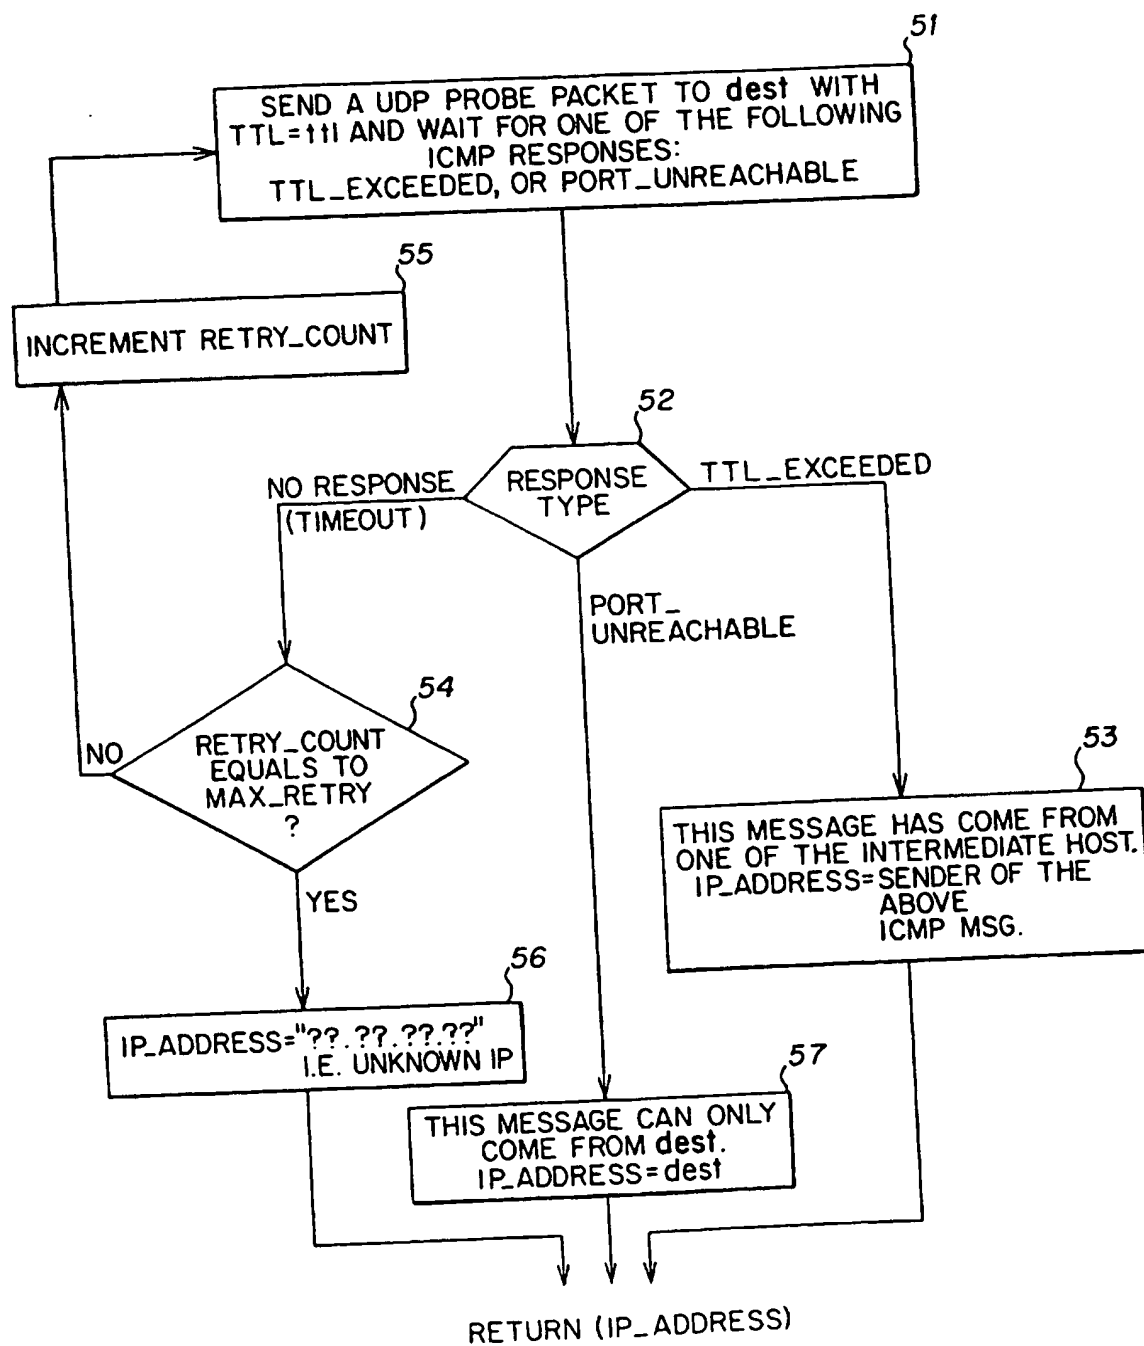 51
SEND A UDP PROBE PACKET TO dest WITH
TTL=ttl AND WAIT FOR ONE OF THE FOLLOWING
ICMP RESPONSES:
TTL_EXCEEDED, OR PORT_UNREACHABLE
55
INCREMENT RETRY_COUNT
52
RESPONSE
TYPE
NO RESPONSE
(TIMEOUT)
TTL_EXCEEDED
PORT_
UNREACHABLE
54
RETRY_COUNT
EQUALS TO
MAX_RETRY
?
NO
YES
53
THIS MESSAGE HAS COME FROM
ONE OF THE INTERMEDIATE HOST.
IP_ADDRESS=SENDER OF THE
ABOVE
ICMP MSG.
56
IP_ADDRESS="??.??.??.??"
I.E. UNKNOWN IP
57
THIS MESSAGE CAN ONLY
COME FROM dest.
IP_ADDRESS=dest
RETURN (IP_ADDRESS)